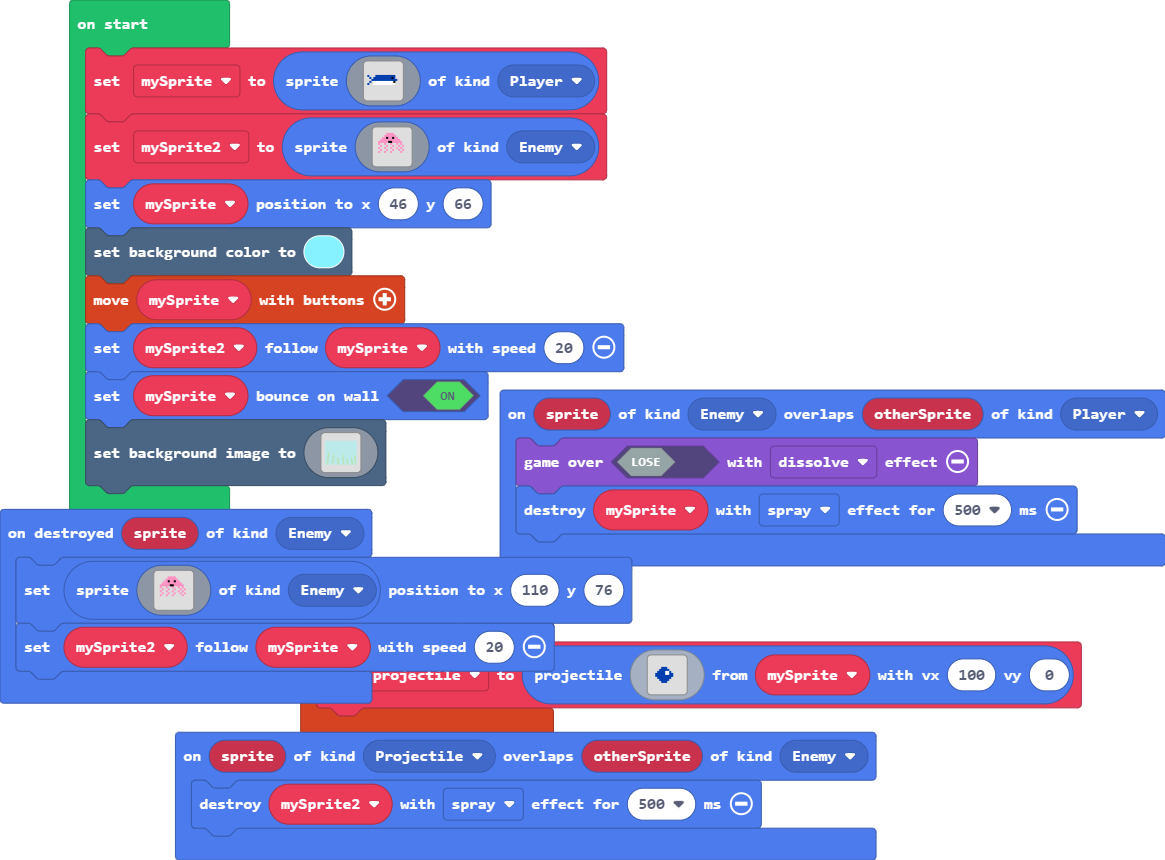 on start
set mySprite to sprite of kind Player
set mySprite2 to sprite of kind Enemy
set mySprite position to x 46 y 66
set background color to
move mySprite with buttons
set mySprite2 follow mySprite with speed 20
set mySprite bounce on wall ON
set background image to
on sprite of kind Enemy overlaps otherSprite of kind Player
game over LOSE with dissolve effect
destroy mySprite with spray effect for 500 ms
on destroyed sprite of kind Enemy
set sprite of kind Enemy position to x 110 y 76
set mySprite2 follow mySprite with speed 20
projectile to projectile from mySprite with vx 100 vy 0
on sprite of kind Projectile overlaps otherSprite of kind Enemy
destroy mySprite2 with spray effect for 500 ms